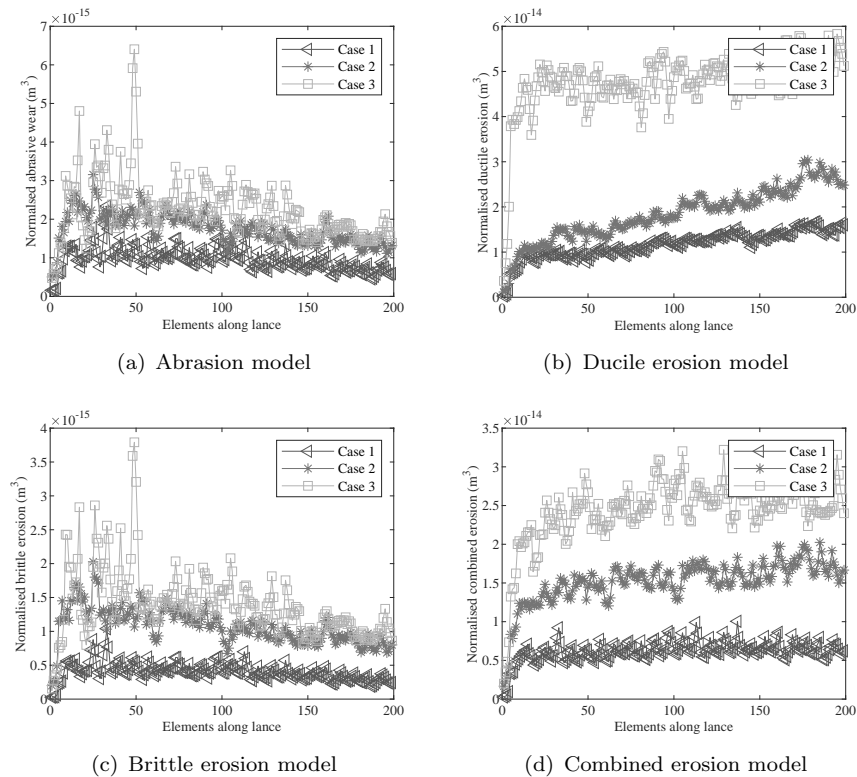 ×10-15
7
6
5
4
3
2
1
0
Normalised abrasive wear (m3)
Case 1
Case 2
Case 3
0 50 100 150 200
Elements along lance
(a) Abrasion model
×10-14
6
5
4
3
2
1
0
Normalised ductile erosion (m3)
Case 1
Case 2
Case 3
0 50 100 150 200
Elements along lance
(b) Ducile erosion model
×10-15
4
3.5
3
2.5
2
1.5
1
0.5
0
Normalised brittle erosion (m3)
Case 1
Case 2
Case 3
0 50 100 150 200
Elements along lance
(c) Brittle erosion model
×10-14
3.5
3
2.5
2
1.5
1
0.5
0
Normalised combined erosion (m3)
Case 1
Case 2
Case 3
0 50 100 150 200
Elements along lance
(d) Combined erosion model